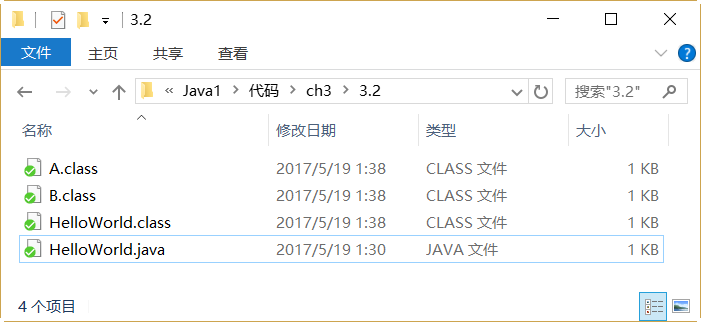 3.2
文件 主页 共享 查看
« Java1 代码 ch3 3.2 搜索"3.2"
名称 修改日期 类型 大小
A.class 2017/5/19 1:38 CLASS 文件 1 KB
B.class 2017/5/19 1:38 CLASS 文件 1 KB
HelloWorld.class 2017/5/19 1:38 CLASS 文件 1 KB
HelloWorld.java 2017/5/19 1:30 JAVA 文件 1 KB
4 个项目